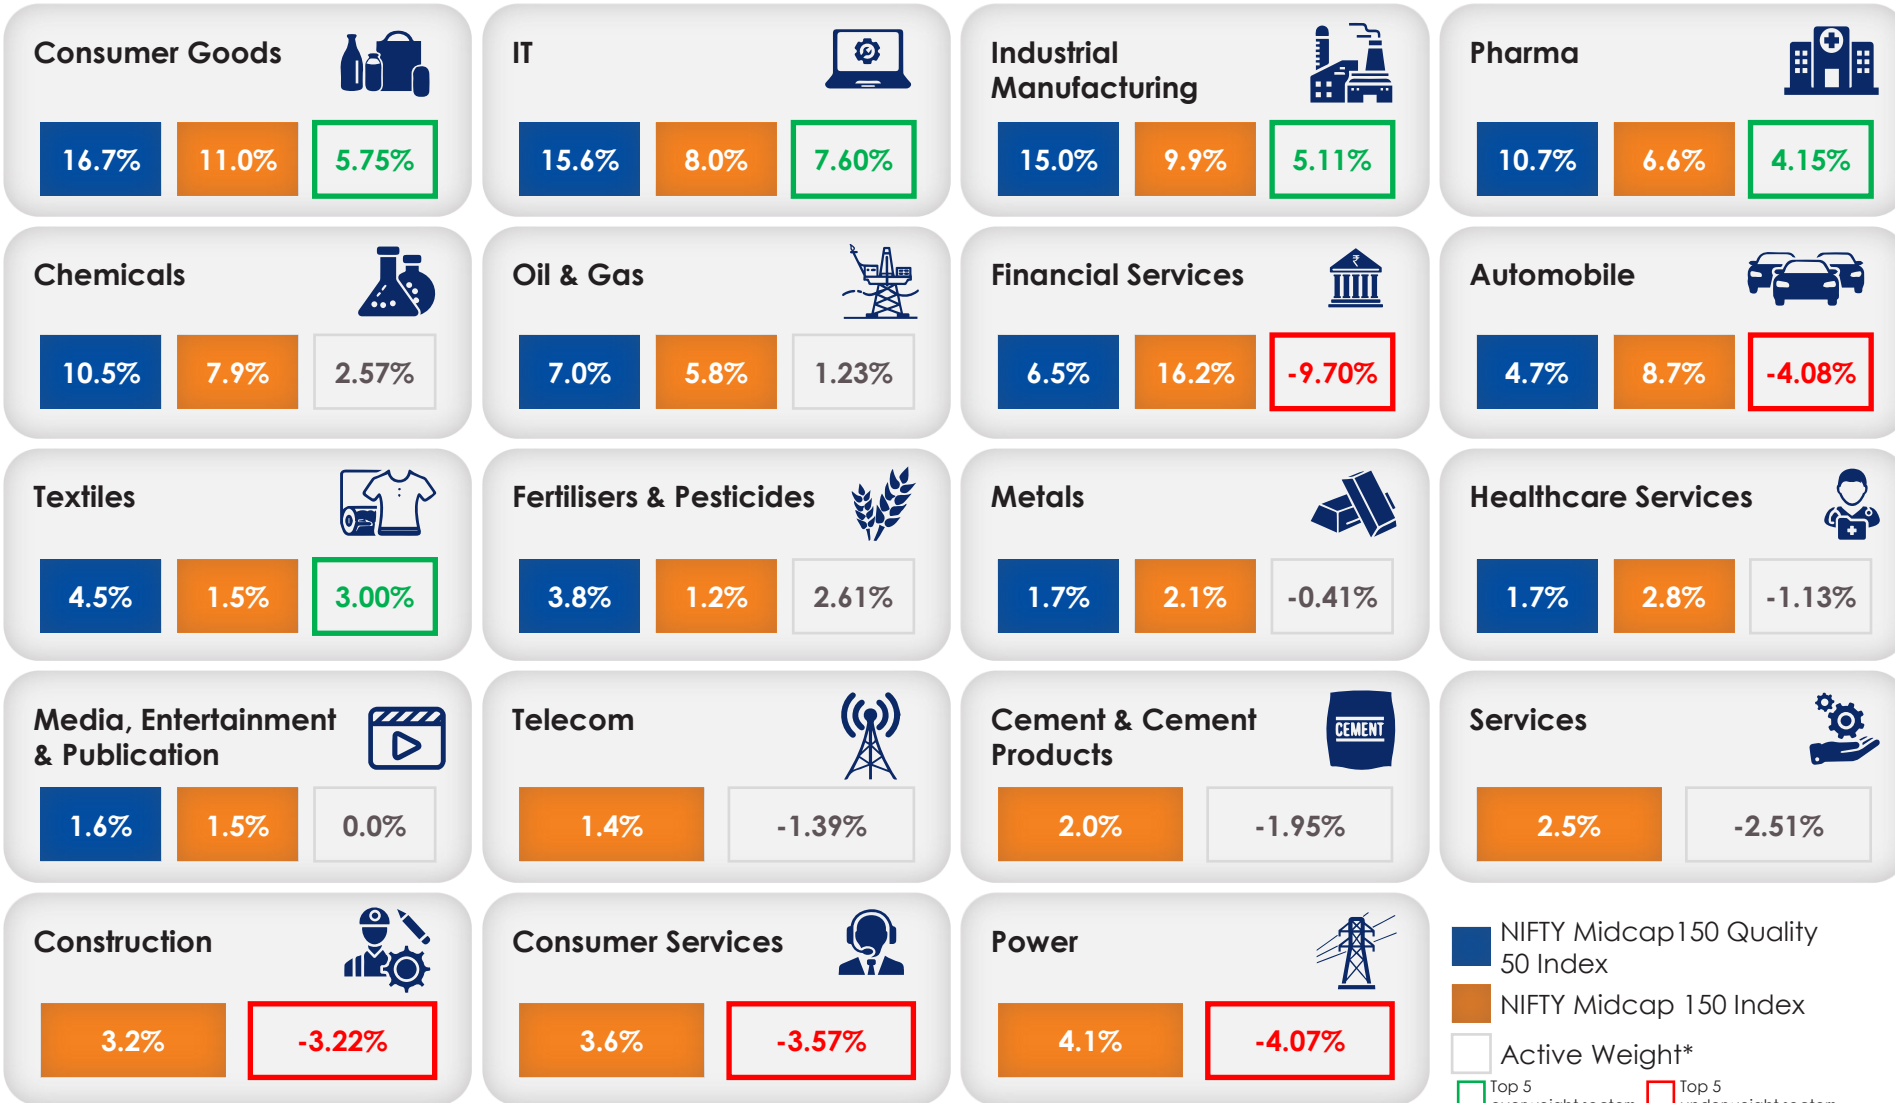 Consumer Goods
16.7% 11.0% 5.75%
IT
15.6% 8.0% 7.60%
Industrial
Manufacturing
15.0% 9.9% 5.11%
Pharma
10.7% 6.6% 4.15%
Chemicals
10.5% 7.9% 2.57%
Oil & Gas
7.0% 5.8% 1.23%
Financial Services
₹
6.5% 16.2% -9.70%
Automobile
4.7% 8.7% -4.08%
Textiles
4.5% 1.5% 3.00%
Fertilisers & Pesticides
3.8% 1.2% 2.61%
Metals
1.7% 2.1% -0.41%
Healthcare Services
1.7% 2.8% -1.13%
Media, Entertainment
& Publication
1.6% 1.5% 0.0%
Telecom
1.4% -1.39%
Cement & Cement
Products
CEMENT
2.0% -1.95%
Services
2.5% -2.51%
Construction
3.2% -3.22%
Consumer Services
3.6% -3.57%
Power
4.1% -4.07%
NIFTY Midcap150 Quality
50 Index
NIFTY Midcap 150 Index
Active Weight*
Top 5
Top 5